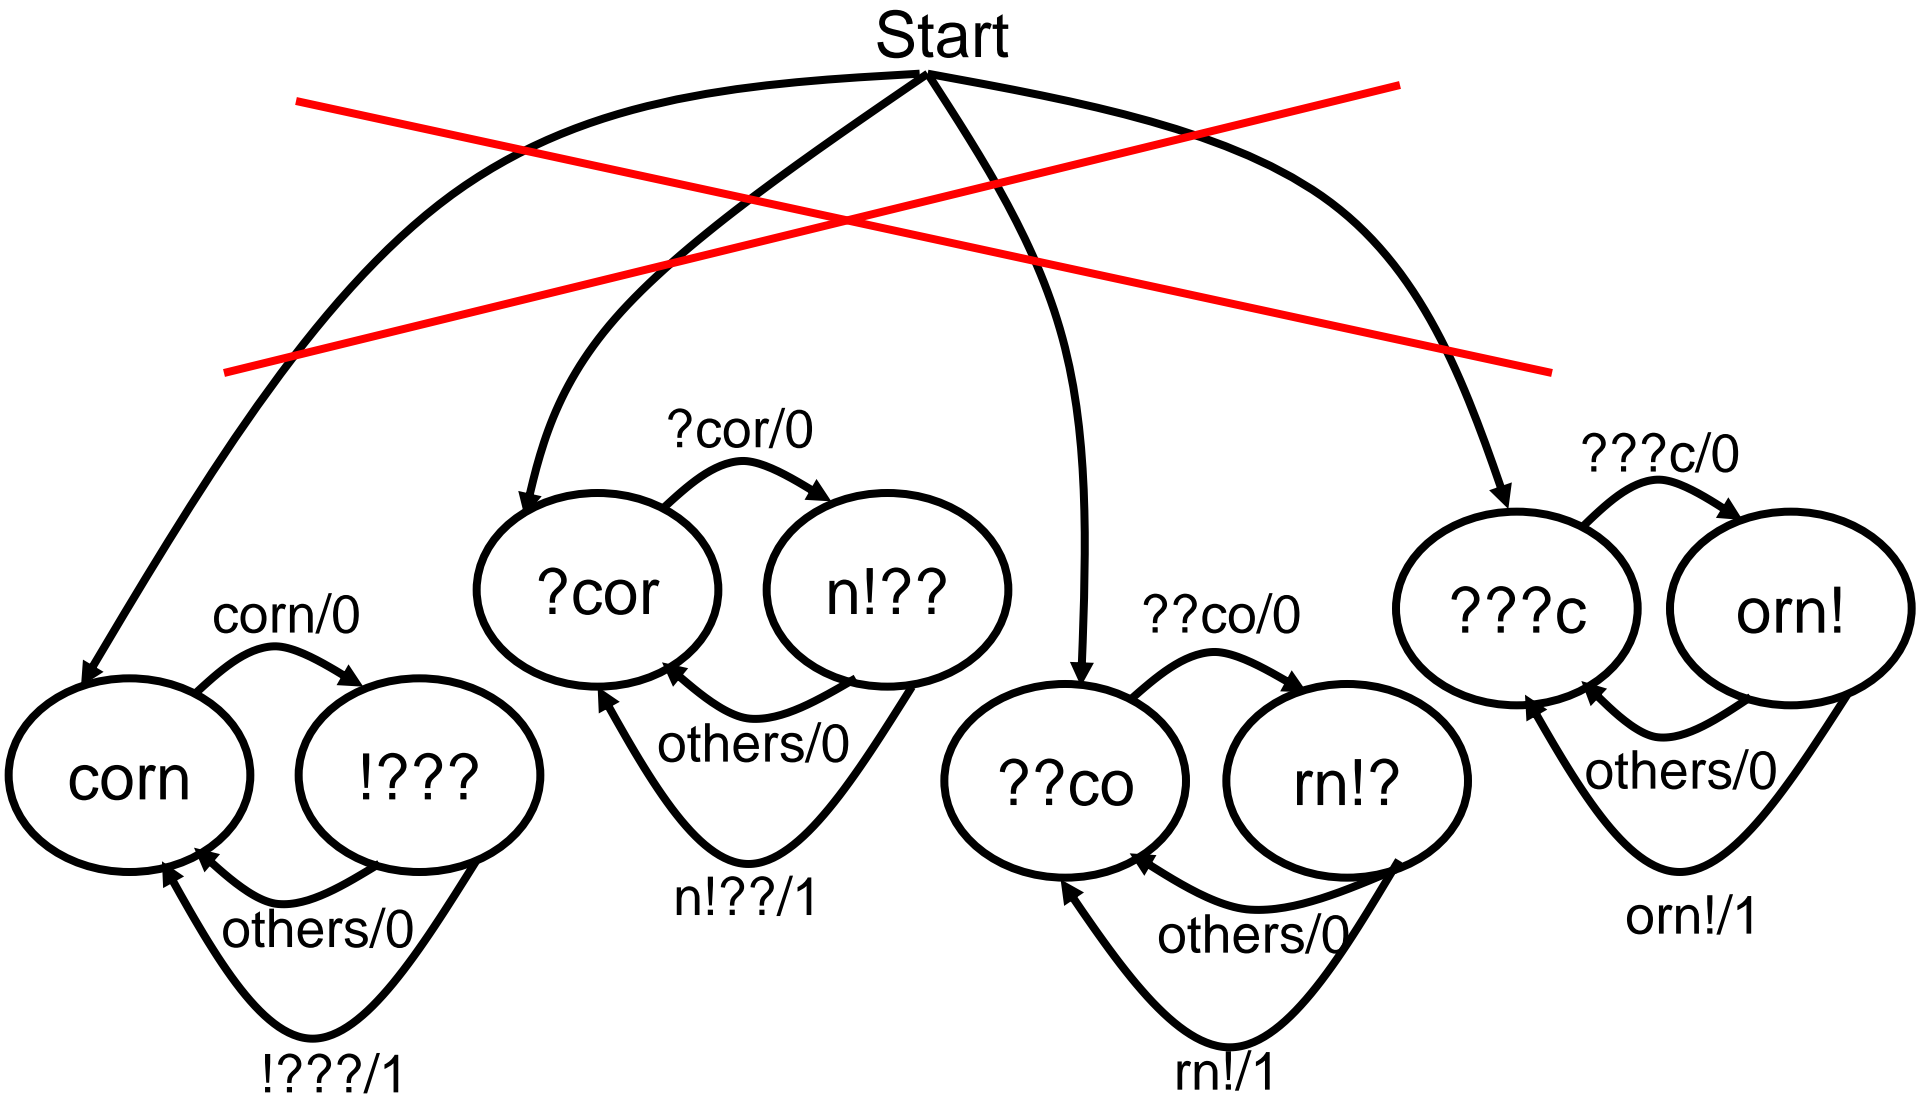 Start
?cor/0
???c/0
?cor
n!??
???c
orn!
corn/0
??co/0
others/0
others/0
corn
!???
??co
rn!?
n!??/1
orn!/1
others/0
others/0
!???/1
rn!/1